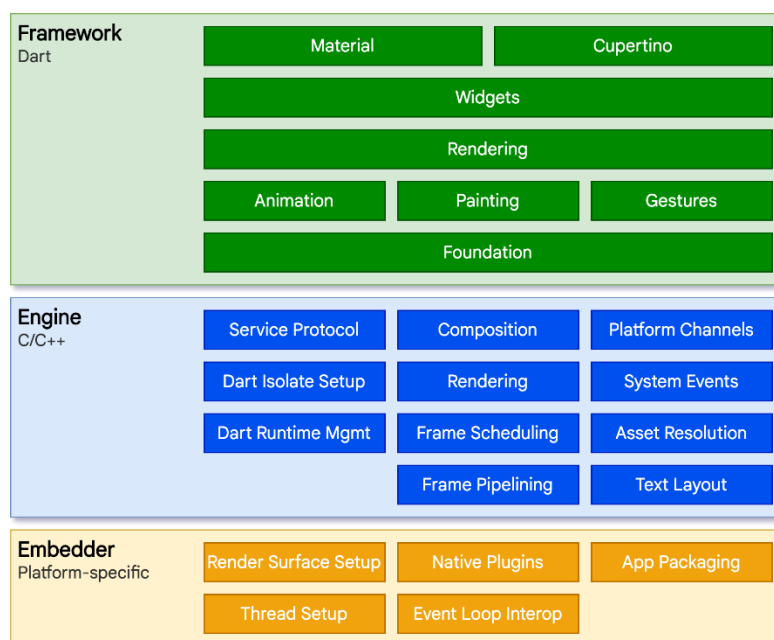 Framework
Dart
Material
Cupertino
Widgets
Rendering
Animation
Painting
Gestures
Foundation
Engine
C/C++
Service Protocol
Composition
Platform Channels
Dart Isolate Setup
Rendering
System Events
Dart Runtime Mgmt
Frame Scheduling
Asset Resolution
Frame Pipelining
Text Layout
Embedder
Platform-specific
Render Surface Setup
Native Plugins
App Packaging
Thread Setup
Event Loop Interop